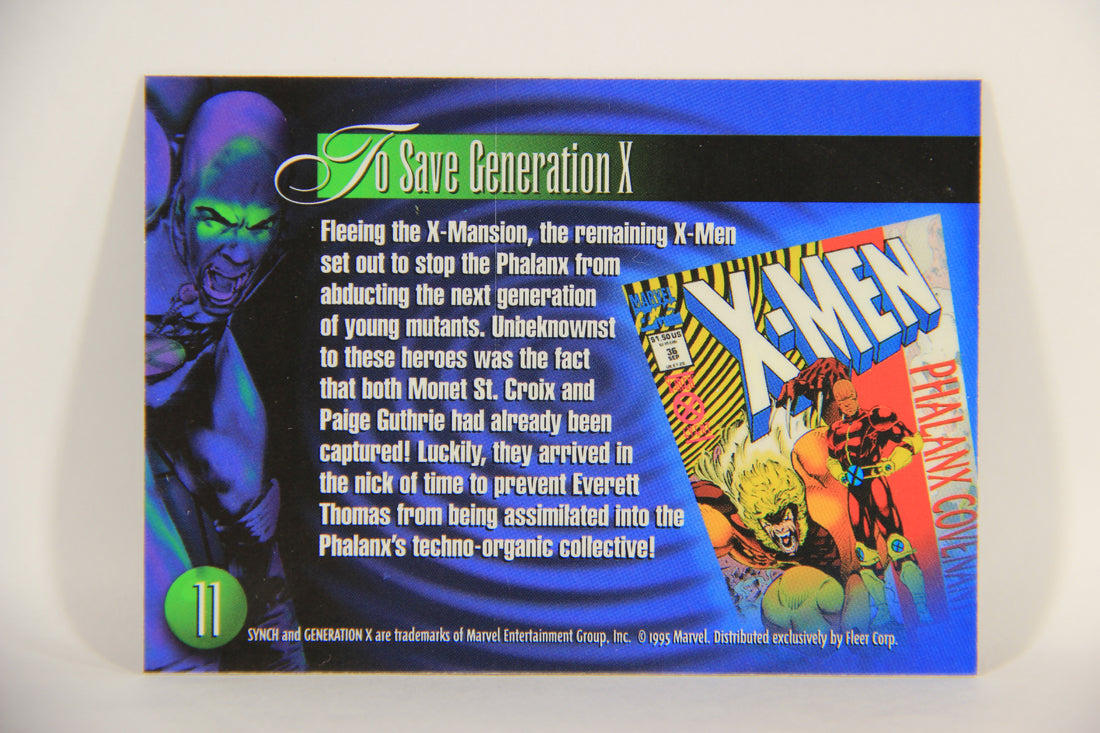 To Save Generation X
Fleeing the X-Mansion, the remaining X-Men
set out to stop the Phalanx from
abducting the next generation
of young mutants. Unbeknownst
to these heroes was the fact
that both Monet St. Croix and
Paige Guthrie had already been
captured! Luckily, they arrived in
the nick of time to prevent Everett
Thomas from being assimilated into the
Phalanx's techno-organic collective!
MARVEL
COMICS
$1.50 US
36
SEP
X-MEN
PHALANX COVENANT
11
SYNCH and GENERATION X are trademarks of Marvel Entertainment Group, Inc. © 1995 Marvel. Distributed exclusively by Fleer Corp.